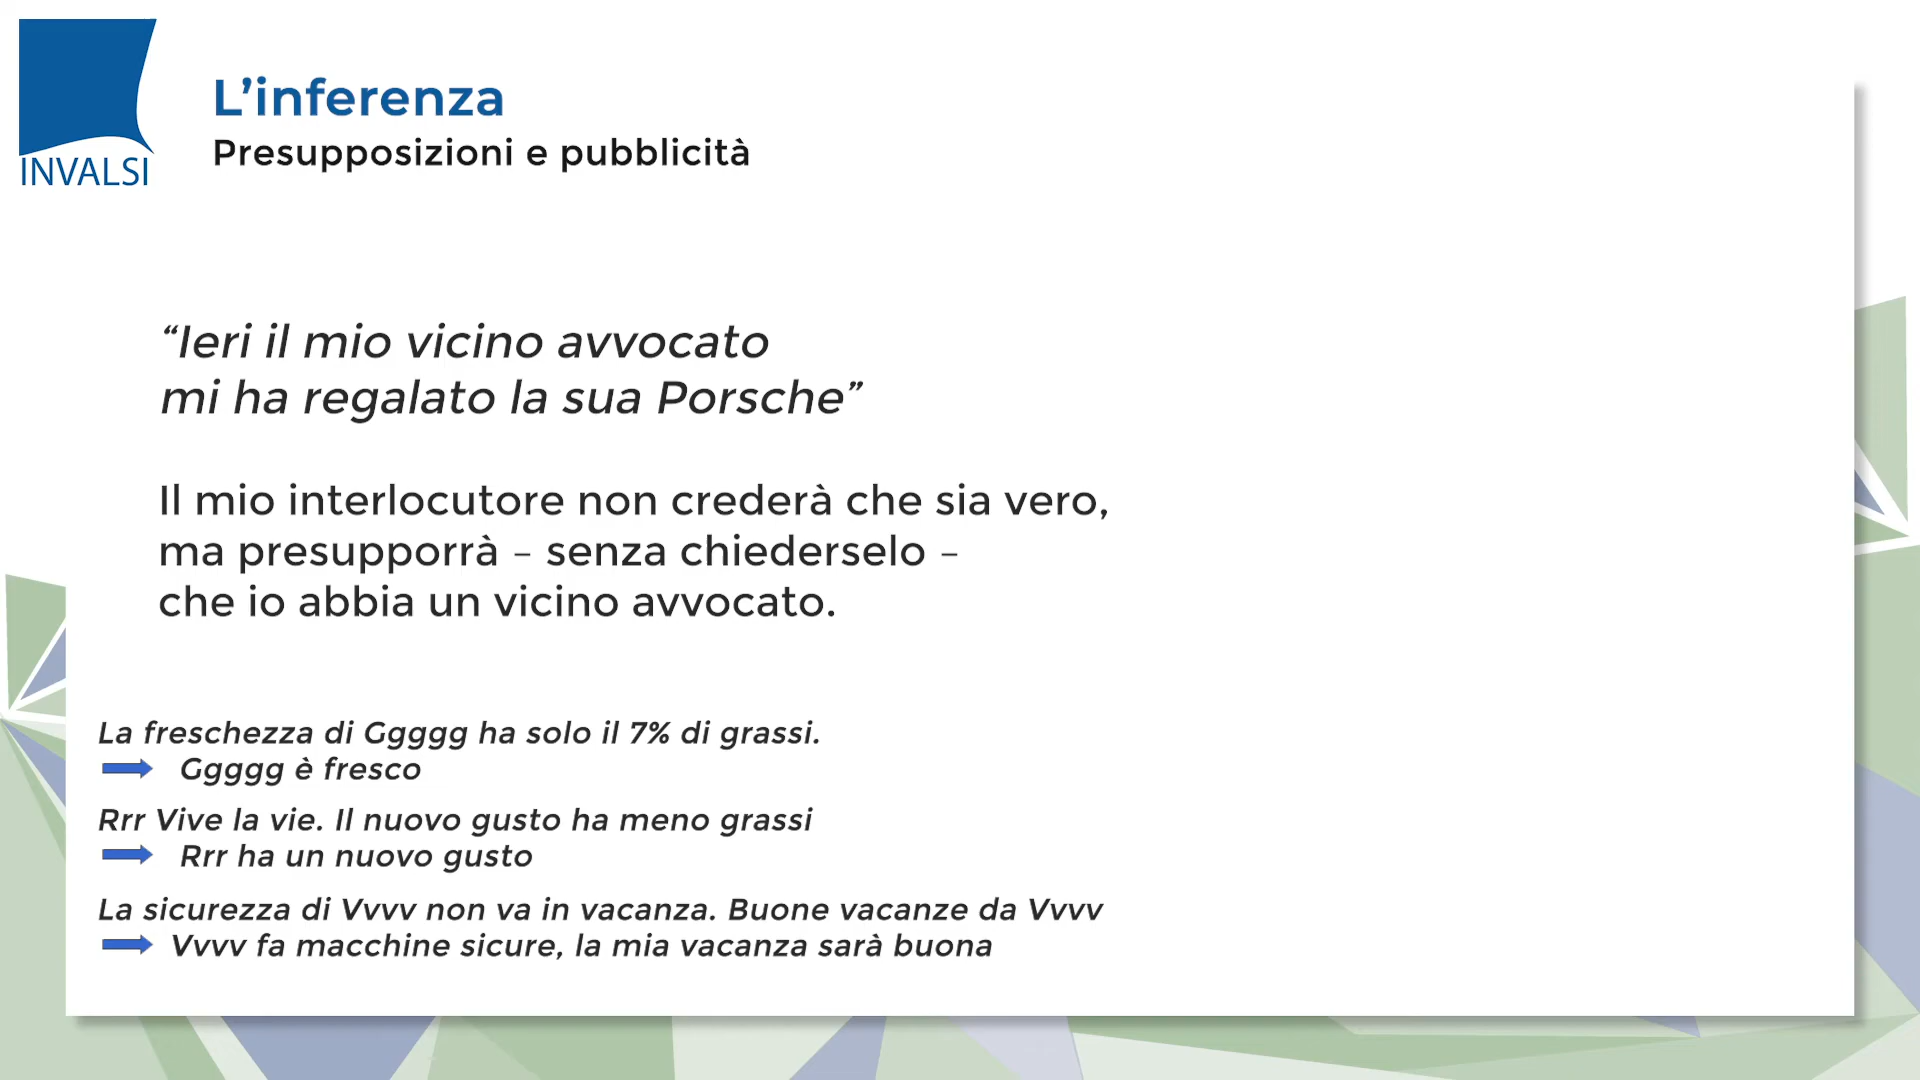 INVALSI
L’inferenza
Presupposizioni e pubblicità
“Ieri il mio vicino avvocato
mi ha regalato la sua Porsche”
Il mio interlocutore non crederà che sia vero,
ma presupporrà – senza chiederselo –
che io abbia un vicino avvocato.
La freschezza di Ggggg ha solo il 7% di grassi.
Ggggg è fresco
Rrr Vive la vie. Il nuovo gusto ha meno grassi
Rrr ha un nuovo gusto
La sicurezza di Vvvv non va in vacanza. Buone vacanze da Vvvv
Vvvv fa macchine sicure, la mia vacanza sarà buona